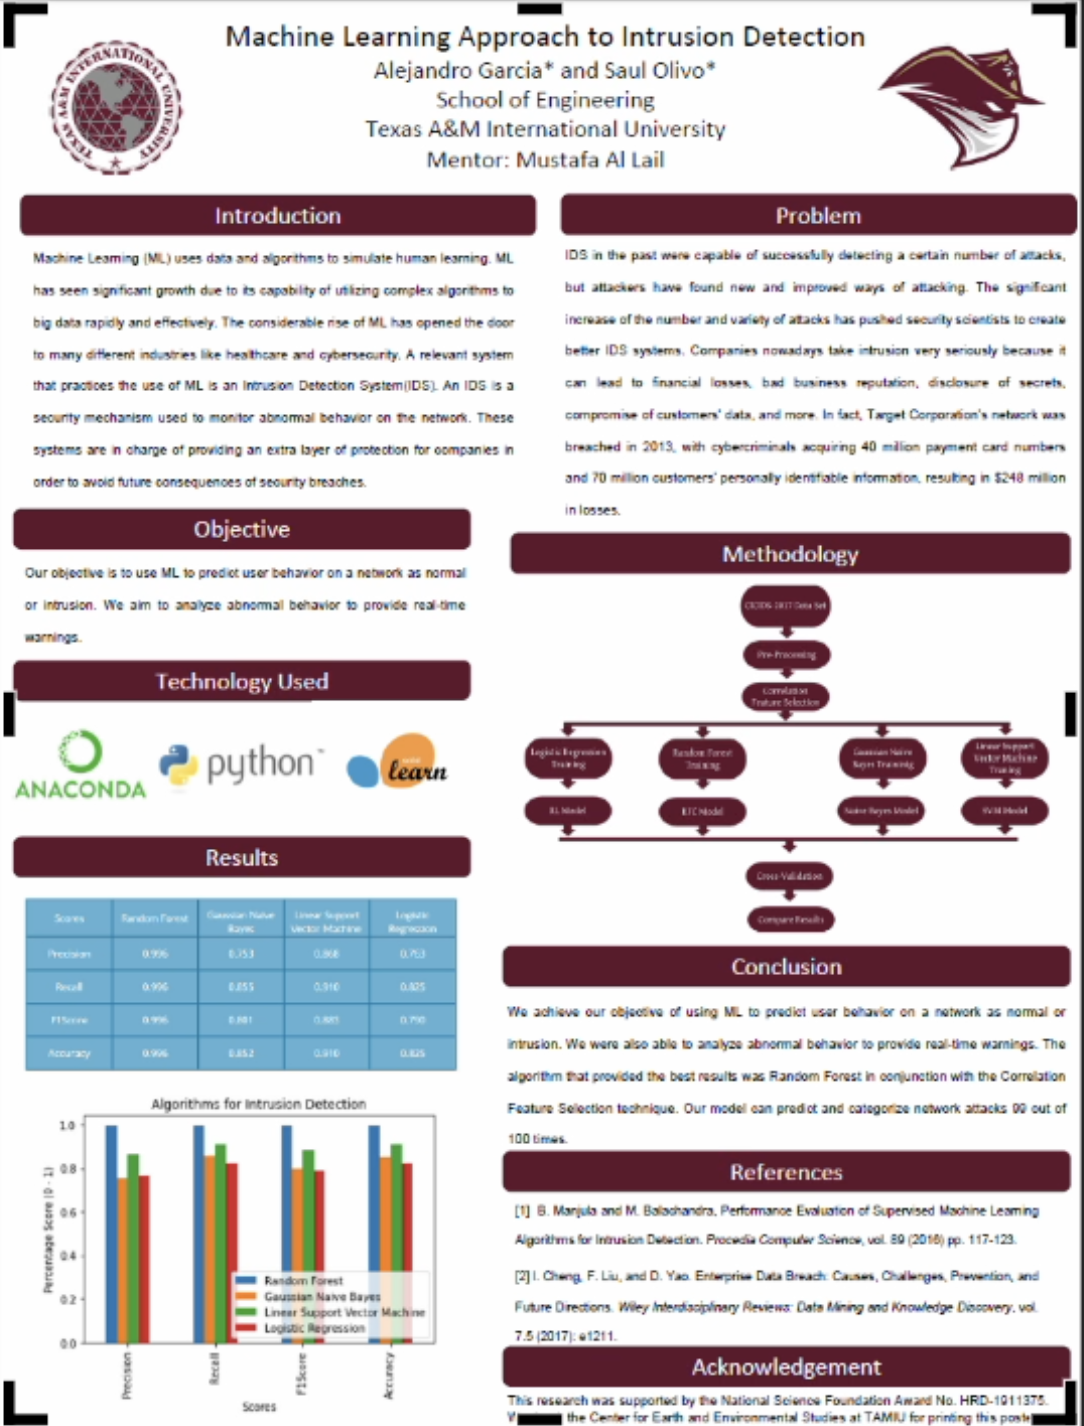 Machine Learning Approach to Intrusion Detection
Alejandro Garcia* and Saul Olivo*
School of Engineering
Texas A&M International University
Mentor: Mustafa Al Lail
TEXAS A&M INTERNATIONAL UNIVERSITY
Introduction
Machine Learning (ML) uses data and algorithms to simulate human learning. ML
has seen significant growth due to its capability of utilizing complex algorithms to
big data rapidly and effectively. The considerable rise of ML has opened the door
to many different industries like healthcare and cybersecurity. A relevant system
that practices the use of ML is an Intrusion Detection System(IDS). An IDS is a
security mechanism used to monitor abnormal behavior on the network. These
systems are in charge of providing an extra layer of protection for companies in
order to avoid future consequences of security breaches.
Objective
Our objective is to use ML to predict user behavior on a network as normal
or intrusion. We aim to analyze abnormal behavior to provide real-time
warnings.
Technology Used
ANACONDA
python
learn
Results
Scores Random Forest Gaussian Naive Bayes Linear Support Vector Machine Logistic Regression
Precision 0.996 0.753 0.868
Recall 0.996 0.855 0.910 0.825
F1Score 0.996 0.801 0.883 0.790
Accuracy 0.996 0.852 0.910 0.825
Algorithms for Intrusion Detection
Percentage Score (0 - 1)
1.0
0.8
0.6
0.4
0.2
0.0
Random Forest
Gaussian Naive Bayes
Linear Support Vector Machine
Logistic Regression
Precision
Recall
F1Score
Accuracy
Scores
Problem
IDS in the past were capable of successfully detecting a certain number of attacks,
but attackers have found new and improved ways of attacking. The significant
increase of the number and variety of attacks has pushed security scientists to create
better IDS systems. Companies nowadays take intrusion very seriously because it
can lead to financial losses, bad business reputation, disclosure of secrets,
compromise of customers' data, and more. In fact, Target Corporation's network was
breached in 2013, with cybercriminals acquiring 40 million payment card numbers
and 70 million customers' personally identifiable information, resulting in $248 million
in losses.
Methodology
CICIDS-2017 Data Set
Pre-Processing
Correlation
Feature Selection
Logistic Regression
Training
Random Forest
Training
Gaussian Naive
Bayes Training
Linear Support
Vector Machine
Training
RL Model
RFC Model
Naive Bayes Model
SVM Model
Cross-Validation
Compare Results
Conclusion
We achieve our objective of using ML to predict user behavior on a network as normal or
intrusion. We were also able to analyze abnormal behavior to provide real-time warnings. The
algorithm that provided the best results was Random Forest in conjunction with the Correlation
Feature Selection technique. Our model can predict and categorize network attacks 99 out of
100 times.
References
[1] B. Manjula and M. Balachandra, Performance Evaluation of Supervised Machine Learning
Algorithms for Intrusion Detection. Procedia Computer Science, vol. 89 (2016) pp. 117-123.
[2] I. Cheng, F. Liu, and D. Yao. Enterprise Data Breach: Causes, Challenges, Prevention, and
Future Directions. Wiley Interdisciplinary Reviews: Data Mining and Knowledge Discovery, vol.
7.5 (2017): e1211.
Acknowledgement
This research was supported by the National Science Foundation Award No. HRD-1911375.
the Center for Earth and Environmental Studies at TAMIU for printing this